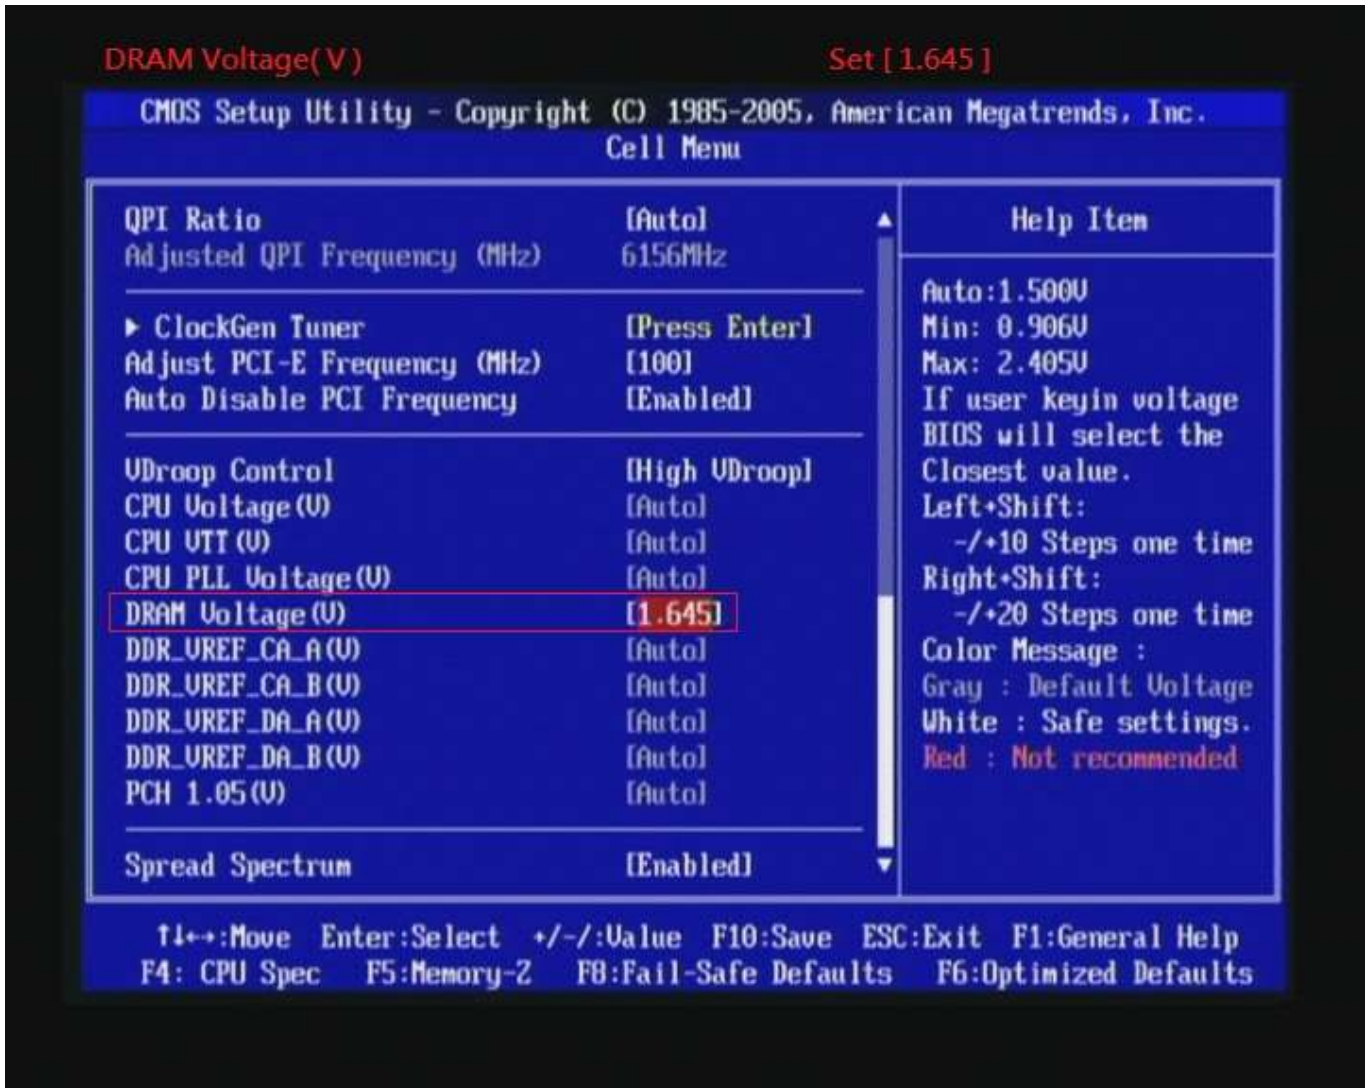 DRAM Voltage( V ) Set [ 1.645 ]
CMOS Setup Utility - Copyright (C) 1985-2005, American Megatrends, Inc.
Cell Menu
QPI Ratio [Auto]
Adjusted QPI Frequency (MHz) 6156MHz
▶ ClockGen Tuner [Press Enter]
Adjust PCI-E Frequency (MHz) [100]
Auto Disable PCI Frequency [Enabled]
VDroop Control [High VDroop]
CPU Voltage(V) [Auto]
CPU VTT(V) [Auto]
CPU PLL Voltage(V) [Auto]
DRAM Voltage(V) [1.645]
DDR_VREF_CA_A(V) [Auto]
DDR_VREF_CA_B(V) [Auto]
DDR_VREF_DA_A(V) [Auto]
DDR_VREF_DA_B(V) [Auto]
PCH 1.05(V) [Auto]
Spread Spectrum [Enabled]
Help Item
Auto:1.500V
Min: 0.906V
Max: 2.405V
If user keyin voltage
BIOS will select the
Closest value.
Left+Shift:
-/+10 Steps one time
Right+Shift:
-/+20 Steps one time
Color Message :
Gray : Default Voltage
White : Safe settings.
Red : Not recommended
↑↓←→:Move Enter:Select +/-/:Value F10:Save ESC:Exit F1:General Help
F4: CPU Spec F5:Memory-Z F8:Fail-Safe Defaults F6:Optimized Defaults